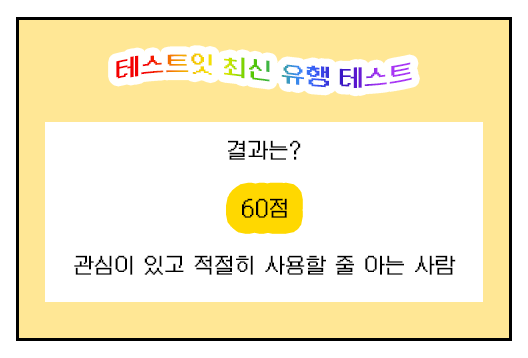 테스트잇 최신 유행 테스트
결과는?
60점
관심이 있고 적절히 사용할 줄 아는 사람